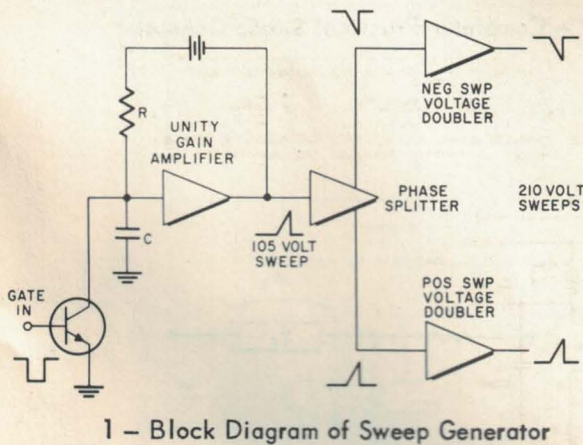 NEG SWP
VOLTAGE
DOUBLER
R
UNITY
GAIN
AMPLIFIER
PHASE
SPLITTER
210 VOLT
SWEEPS
C
105 VOLT
SWEEP
GATE
IN
POS SWP
VOLTAGE
DOUBLER
1 – Block Diagram of Sweep Generator